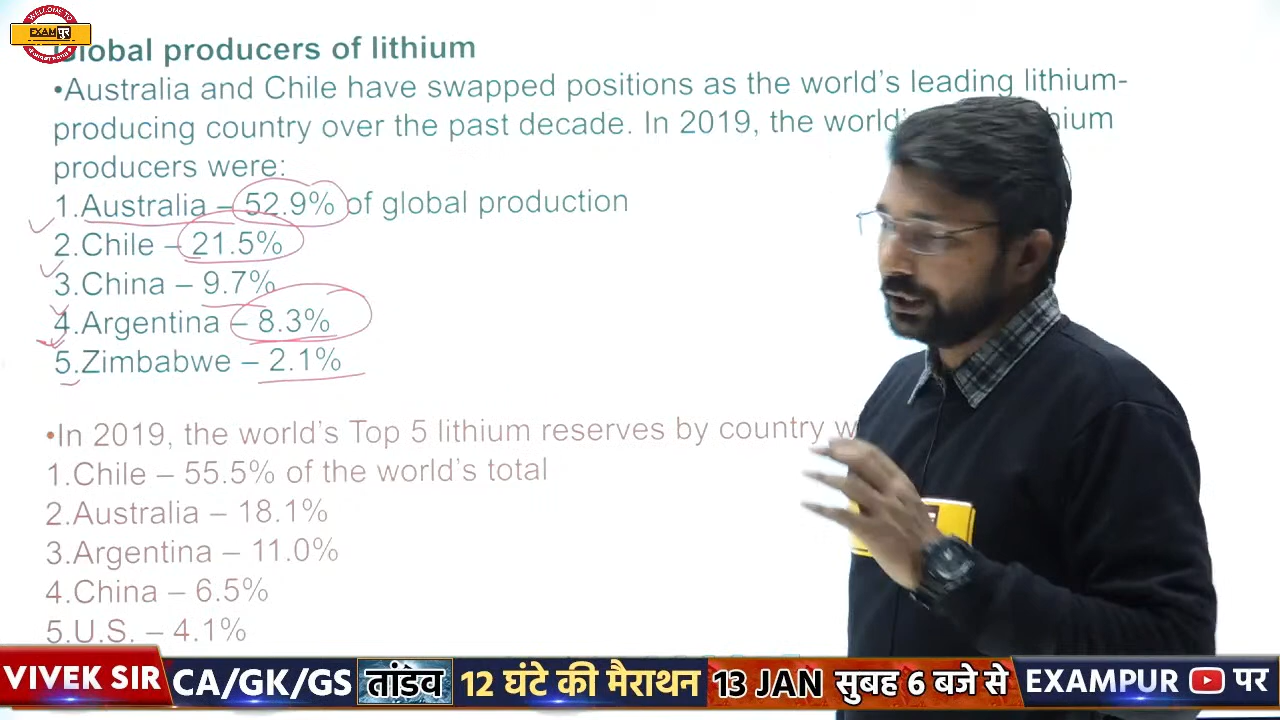 WELCOME TO
EXAM पुर
Global producers of lithium
•Australia and Chile have swapped positions as the world's leading lithium-
producing country over the past decade. In 2019, the world's
producers were:
1.Australia – 52.9% of global production
2.Chile – 21.5%
3.China – 9.7%
4.Argentina – 8.3%
5.Zimbabwe – 2.1%
•In 2019, the world's Top 5 lithium reserves by country
1.Chile – 55.5% of the world's total
2.Australia – 18.1%
3.Argentina – 11.0%
4.China – 6.5%
5.U.S. – 4.1%
VIVEK SIR CA/GK/GS तांडव 12 घंटे की मैराथन 13 JAN सुबह 6 बजे से EXAMPUR पर